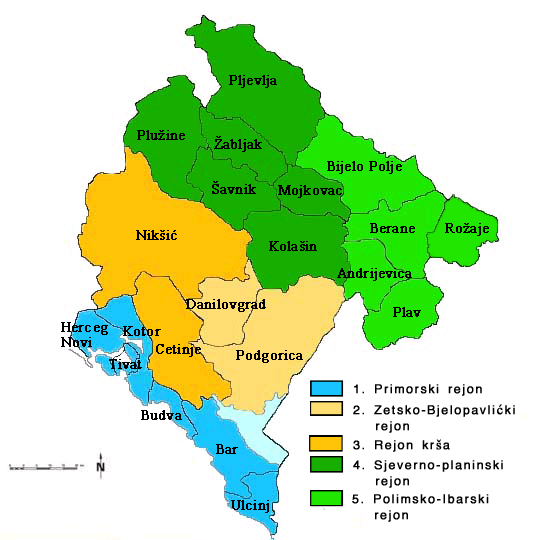 Pljevlja
Plužine
Žabljak
Bijelo Polje
Šavnik
Mojkovac
Nikšić
Berane
Rožaje
Kolašin
Andrijevica
Danilovgrad
Plav
Herceg
Novi
Kotor
Cetinje
Podgorica
Tivat
Budva
Bar
Ulcinj
N
1. Primorski rejon
2. Zetsko-Bjelopavlićki
rejon
3. Rejon krša
4. Sjeverno-planinski
rejon
5. Polimsko-Ibarski
rejon